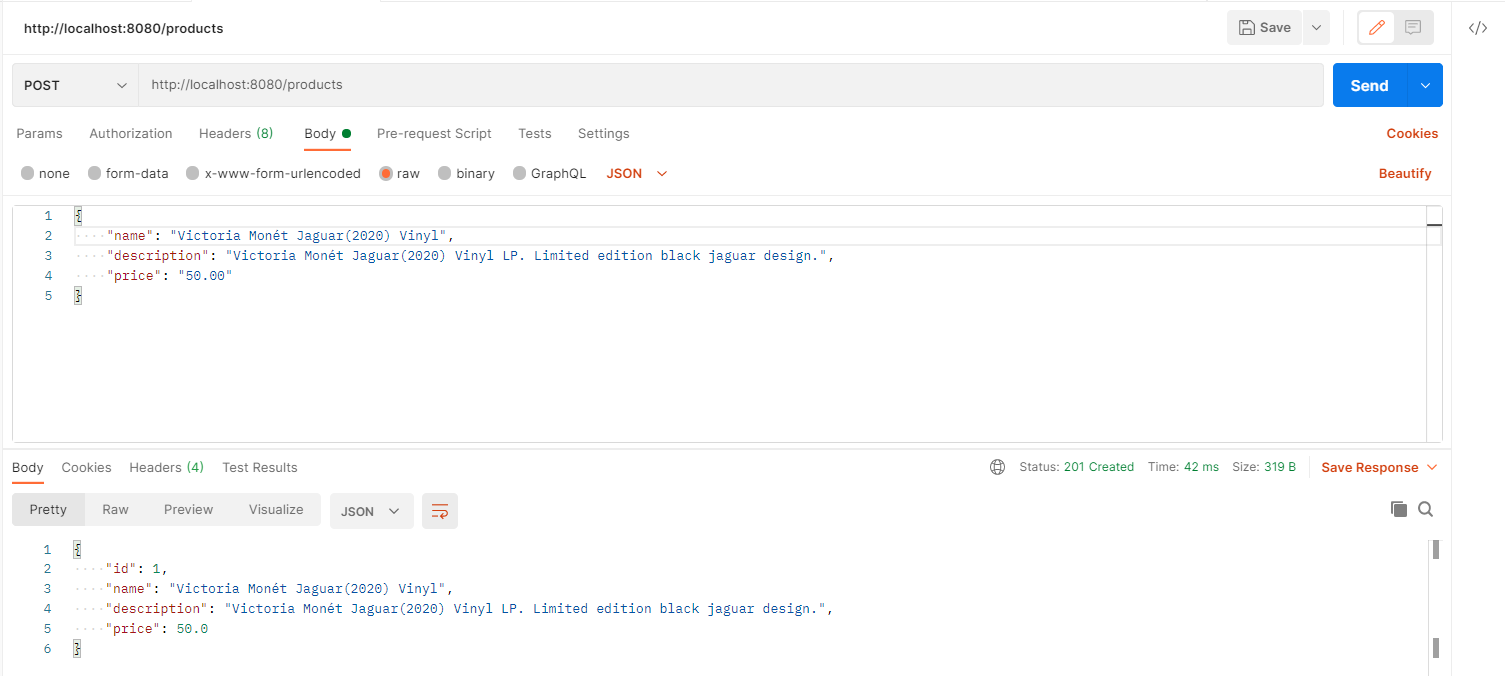 http://localhost:8080/products Save
POST http://localhost:8080/products Send
Params Authorization Headers (8) Body Pre-request Script Tests Settings Cookies
none form-data x-www-form-urlencoded raw binary GraphQL JSON Beautify
1 {
2 "name": "Victoria Monét Jaguar(2020) Vinyl",
3 "description": "Victoria Monét Jaguar(2020) Vinyl LP. Limited edition black jaguar design.",
4 "price": "50.00"
5 }
Body Cookies Headers (4) Test Results Status: 201 Created Time: 42 ms Size: 319 B Save Response
Pretty Raw Preview Visualize JSON
1 {
2 "id": 1,
3 "name": "Victoria Monét Jaguar(2020) Vinyl",
4 "description": "Victoria Monét Jaguar(2020) Vinyl LP. Limited edition black jaguar design.",
5 "price": 50.0
6 }